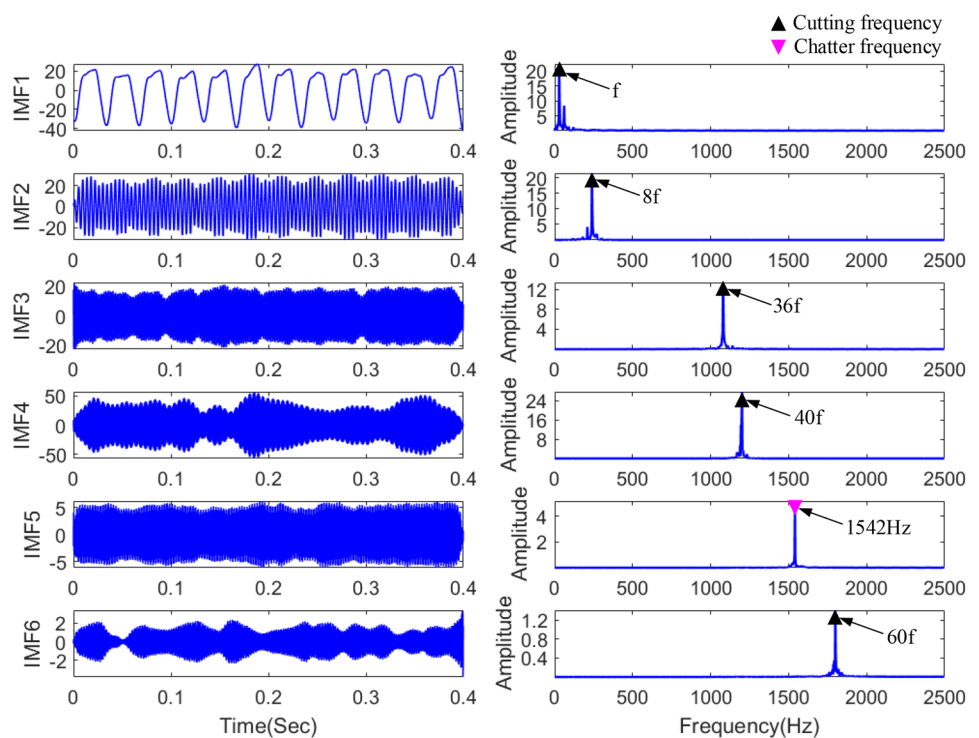 Cutting frequency
Chatter frequency
IMF1
20
0
-20
-40
0 0.1 0.2 0.3 0.4
Amplitude
20
15
10
5
f
0 500 1000 1500 2000 2500
IMF2
20
0
-20
0 0.1 0.2 0.3 0.4
Amplitude
20
15
10
5
8f
0 500 1000 1500 2000 2500
IMF3
20
0
-20
0 0.1 0.2 0.3 0.4
Amplitude
12
8
4
36f
0 500 1000 1500 2000 2500
IMF4
50
0
-50
0 0.1 0.2 0.3 0.4
Amplitude
24
16
8
40f
0 500 1000 1500 2000 2500
IMF5
5
0
-5
0 0.1 0.2 0.3 0.4
Amplitude
4
2
1542Hz
0 500 1000 1500 2000 2500
IMF6
2
0
-2
0 0.1 0.2 0.3 0.4
Time(Sec)
Amplitude
1.2
0.8
0.4
60f
0 500 1000 1500 2000 2500
Frequency(Hz)